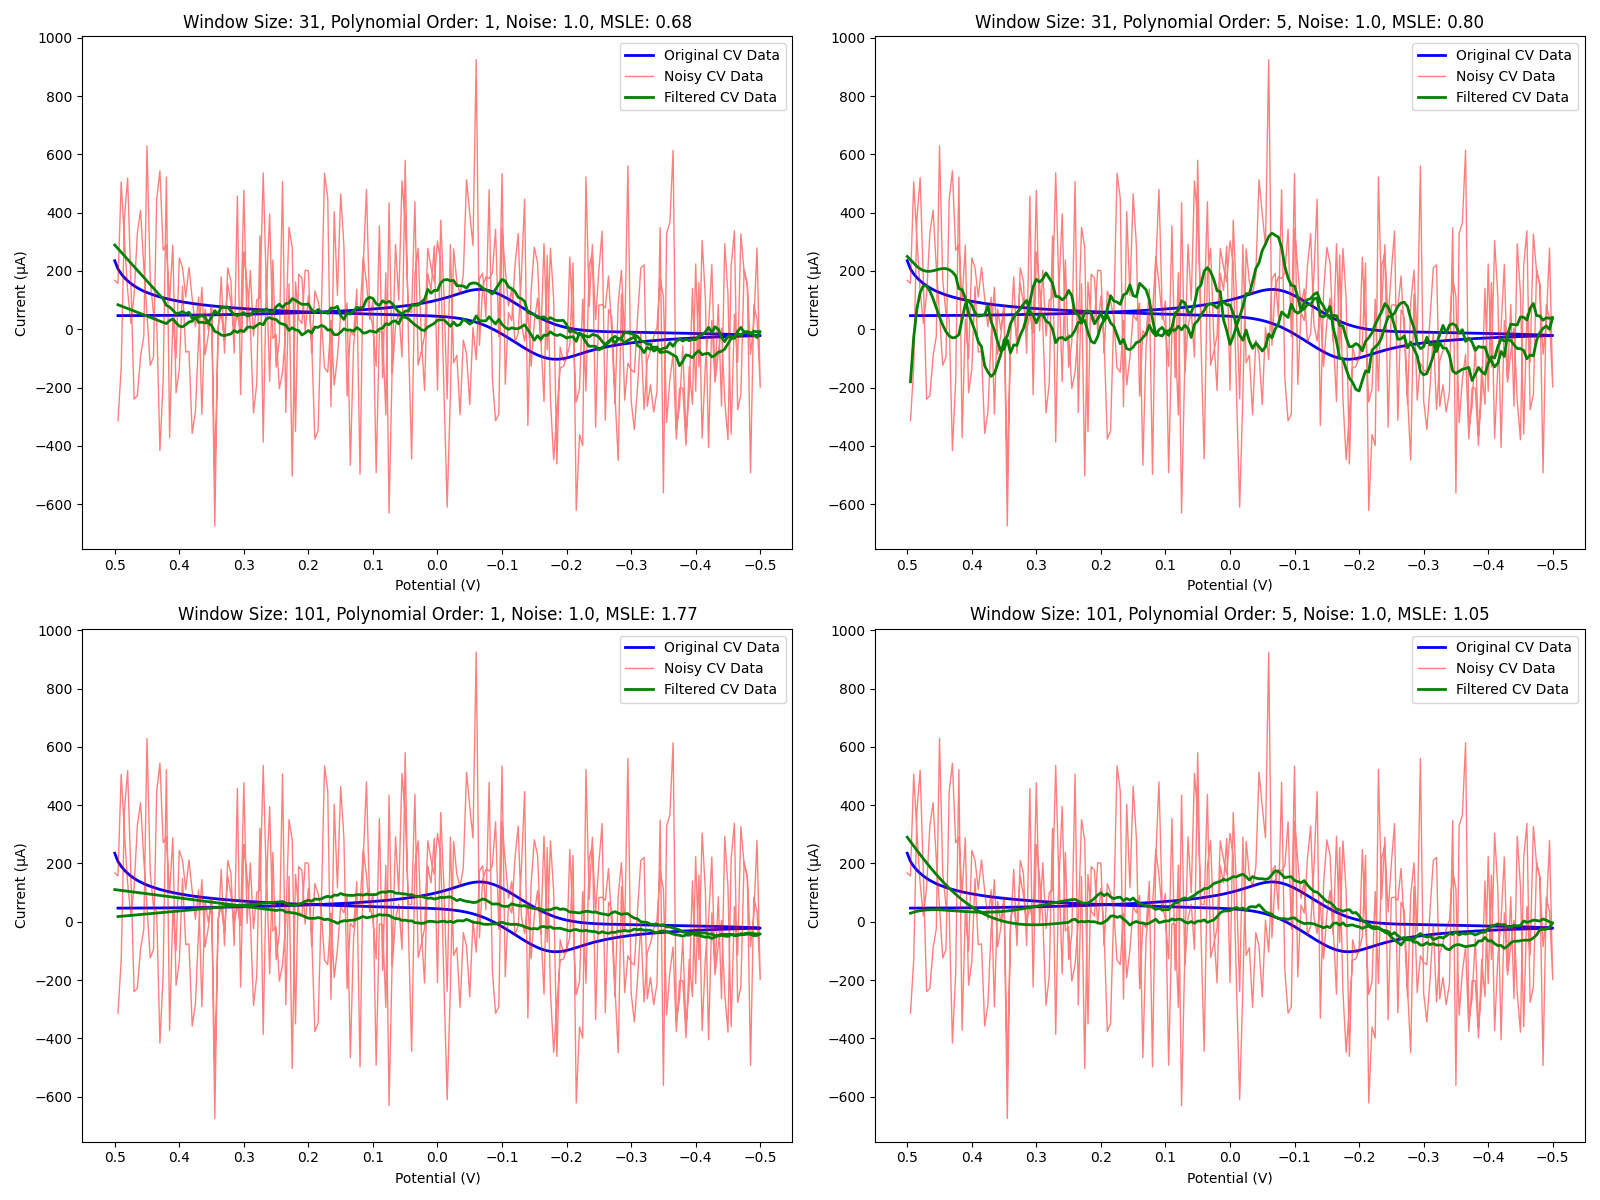 Window Size: 31, Polynomial Order: 1, Noise: 1.0, MSLE: 0.68
1000
800
600
400
200
0
−200
−400
−600
Current (µA)
Original CV Data
Noisy CV Data
Filtered CV Data
0.5 0.4 0.3 0.2 0.1 0.0 −0.1 −0.2 −0.3 −0.4 −0.5
Potential (V)
Window Size: 31, Polynomial Order: 5, Noise: 1.0, MSLE: 0.80
1000
800
600
400
200
0
−200
−400
−600
Current (µA)
Original CV Data
Noisy CV Data
Filtered CV Data
0.5 0.4 0.3 0.2 0.1 0.0 −0.1 −0.2 −0.3 −0.4 −0.5
Potential (V)
Window Size: 101, Polynomial Order: 1, Noise: 1.0, MSLE: 1.77
1000
800
600
400
200
0
−200
−400
−600
Current (µA)
Original CV Data
Noisy CV Data
Filtered CV Data
0.5 0.4 0.3 0.2 0.1 0.0 −0.1 −0.2 −0.3 −0.4 −0.5
Potential (V)
Window Size: 101, Polynomial Order: 5, Noise: 1.0, MSLE: 1.05
1000
800
600
400
200
0
−200
−400
−600
Current (µA)
Original CV Data
Noisy CV Data
Filtered CV Data
0.5 0.4 0.3 0.2 0.1 0.0 −0.1 −0.2 −0.3 −0.4 −0.5
Potential (V)